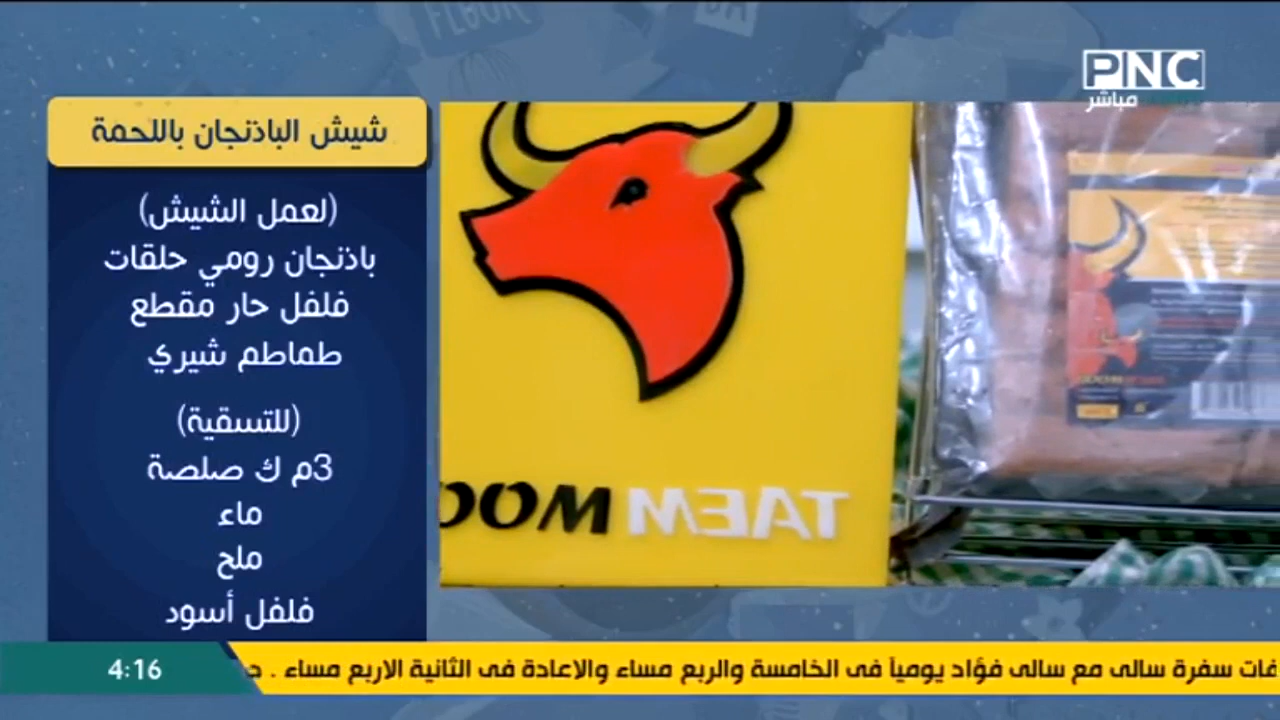 PNC
مباشر
شيش الباذنجان باللحمة
(لعمل الشيش)
باذنجان رومي حلقات
فلفل حار مقطع
طماطم شيري
(للتسقية)
3م ك صلصة
ماء
ملح
فلفل أسود
TAEM MOO
4:16
فات سفرة سالى مع سالى فؤاد يومياً فى الخامسة والربع مساء والاعادة فى الثانية الاربع مساء .